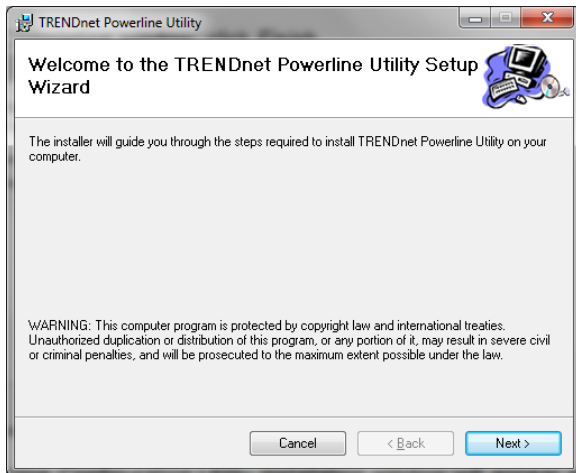 TRENDnet Powerline Utility
Welcome to the TRENDnet Powerline Utility Setup
Wizard
The installer will guide you through the steps required to install TRENDnet Powerline Utility on your
computer.
WARNING: This computer program is protected by copyright law and international treaties.
Unauthorized duplication or distribution of this program, or any portion of it, may result in severe civil
or criminal penalties, and will be prosecuted to the maximum extent possible under the law.
Cancel
< Back
Next >